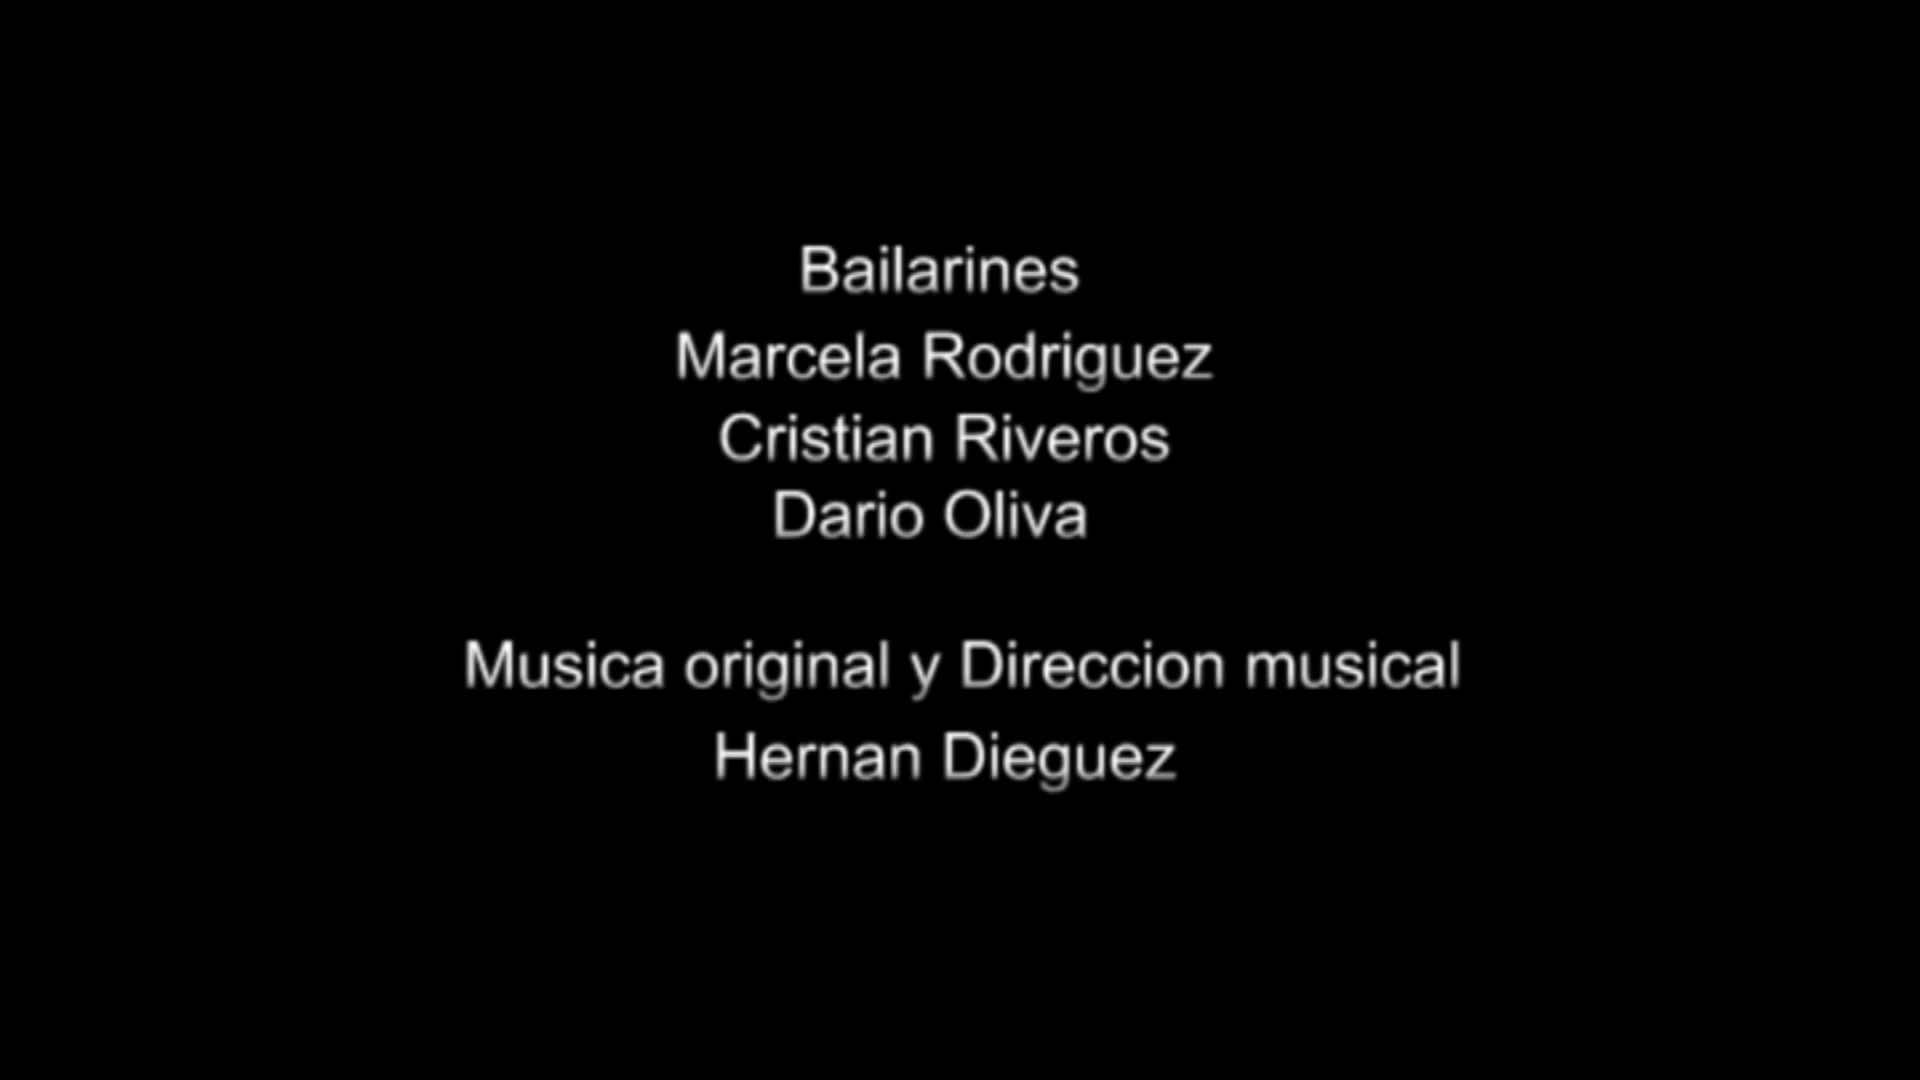 Bailarines
Marcela Rodriguez
Cristian Riveros
Dario Oliva
Musica original y Direccion musical
Hernan Dieguez